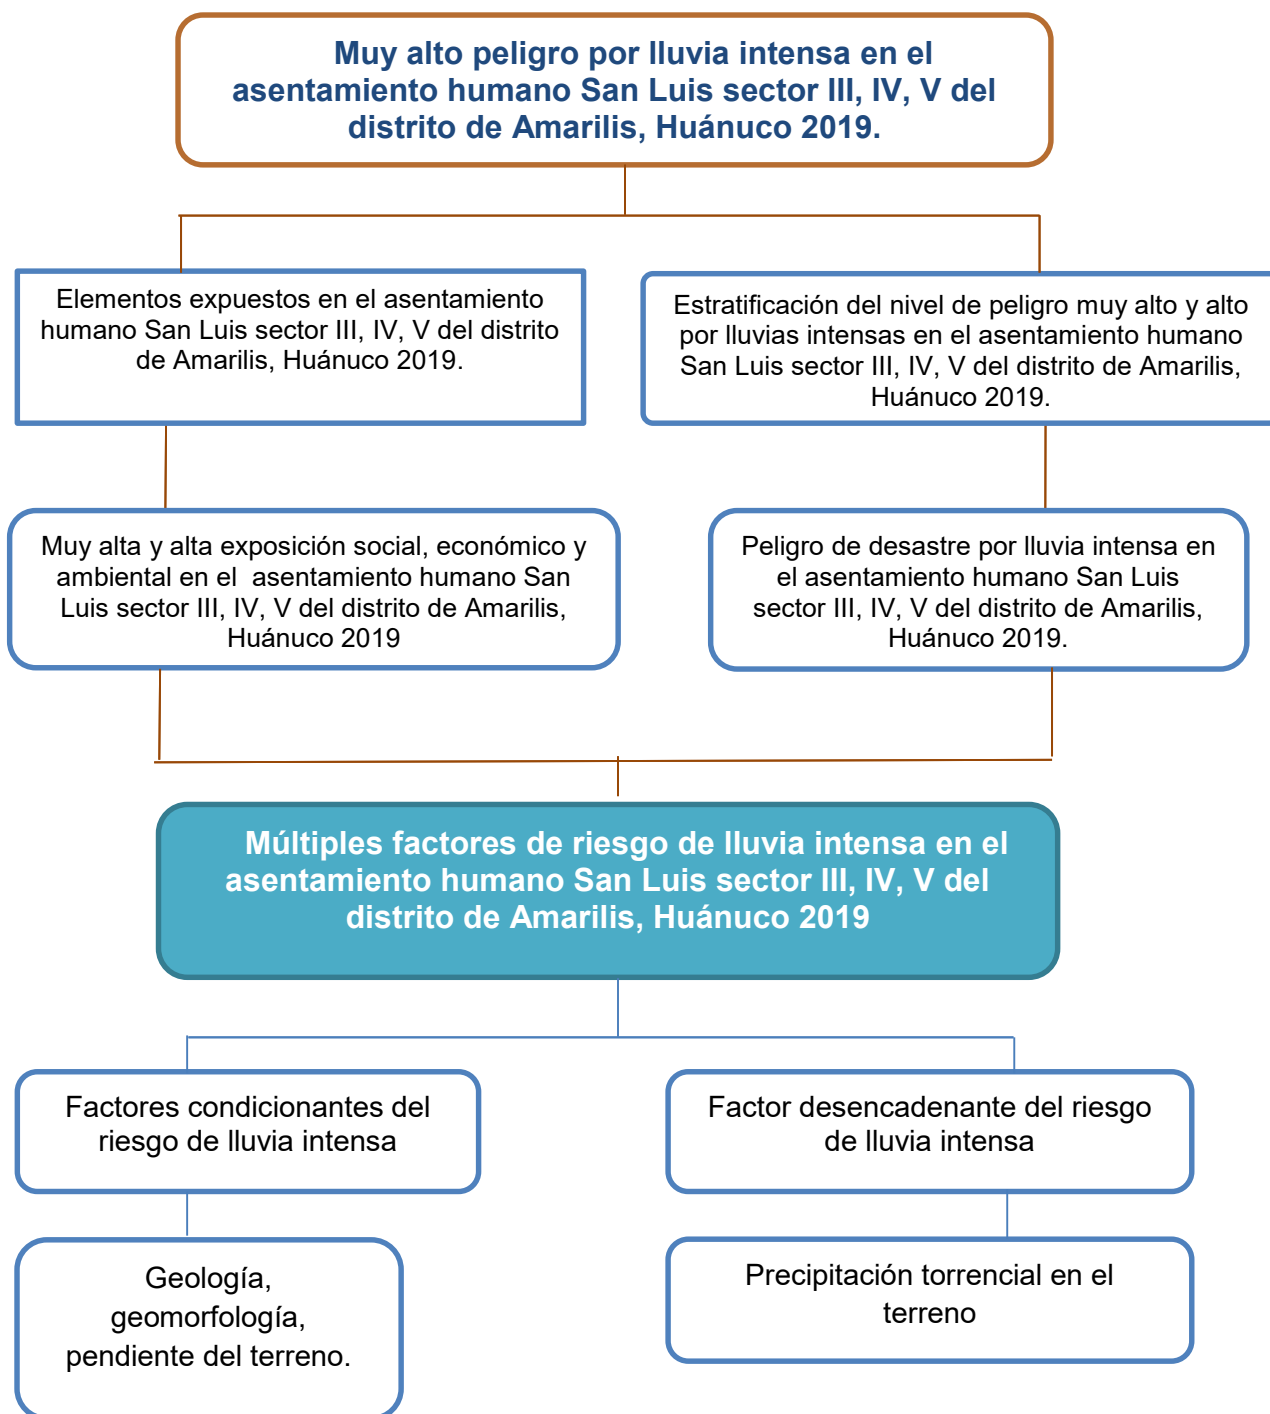 Muy alto peligro por lluvia intensa en el
asentamiento humano San Luis sector III, IV, V del
distrito de Amarilis, Huánuco 2019.
Elementos expuestos en el asentamiento
humano San Luis sector III, IV, V del distrito
de Amarilis, Huánuco 2019.
Estratificación del nivel de peligro muy alto y alto
por lluvias intensas en el asentamiento humano
San Luis sector III, IV, V del distrito de Amarilis,
Huánuco 2019.
Muy alta y alta exposición social, económico y
ambiental en el asentamiento humano San
Luis sector III, IV, V del distrito de Amarilis,
Huánuco 2019
Peligro de desastre por lluvia intensa en
el asentamiento humano San Luis
sector III, IV, V del distrito de Amarilis,
Huánuco 2019.
Múltiples factores de riesgo de lluvia intensa en el
asentamiento humano San Luis sector III, IV, V del
distrito de Amarilis, Huánuco 2019
Factores condicionantes del
riesgo de lluvia intensa
Factor desencadenante del riesgo
de lluvia intensa
Geología,
geomorfología,
pendiente del terreno.
Precipitación torrencial en el
terreno